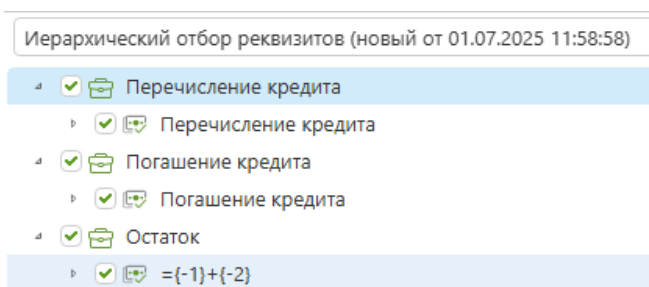 Иерархический отбор реквизитов (новый от 01.07.2025 11:58:58)
Перечисление кредита
Перечисление кредита
Погашение кредита
Погашение кредита
Остаток
={-1}+{-2}